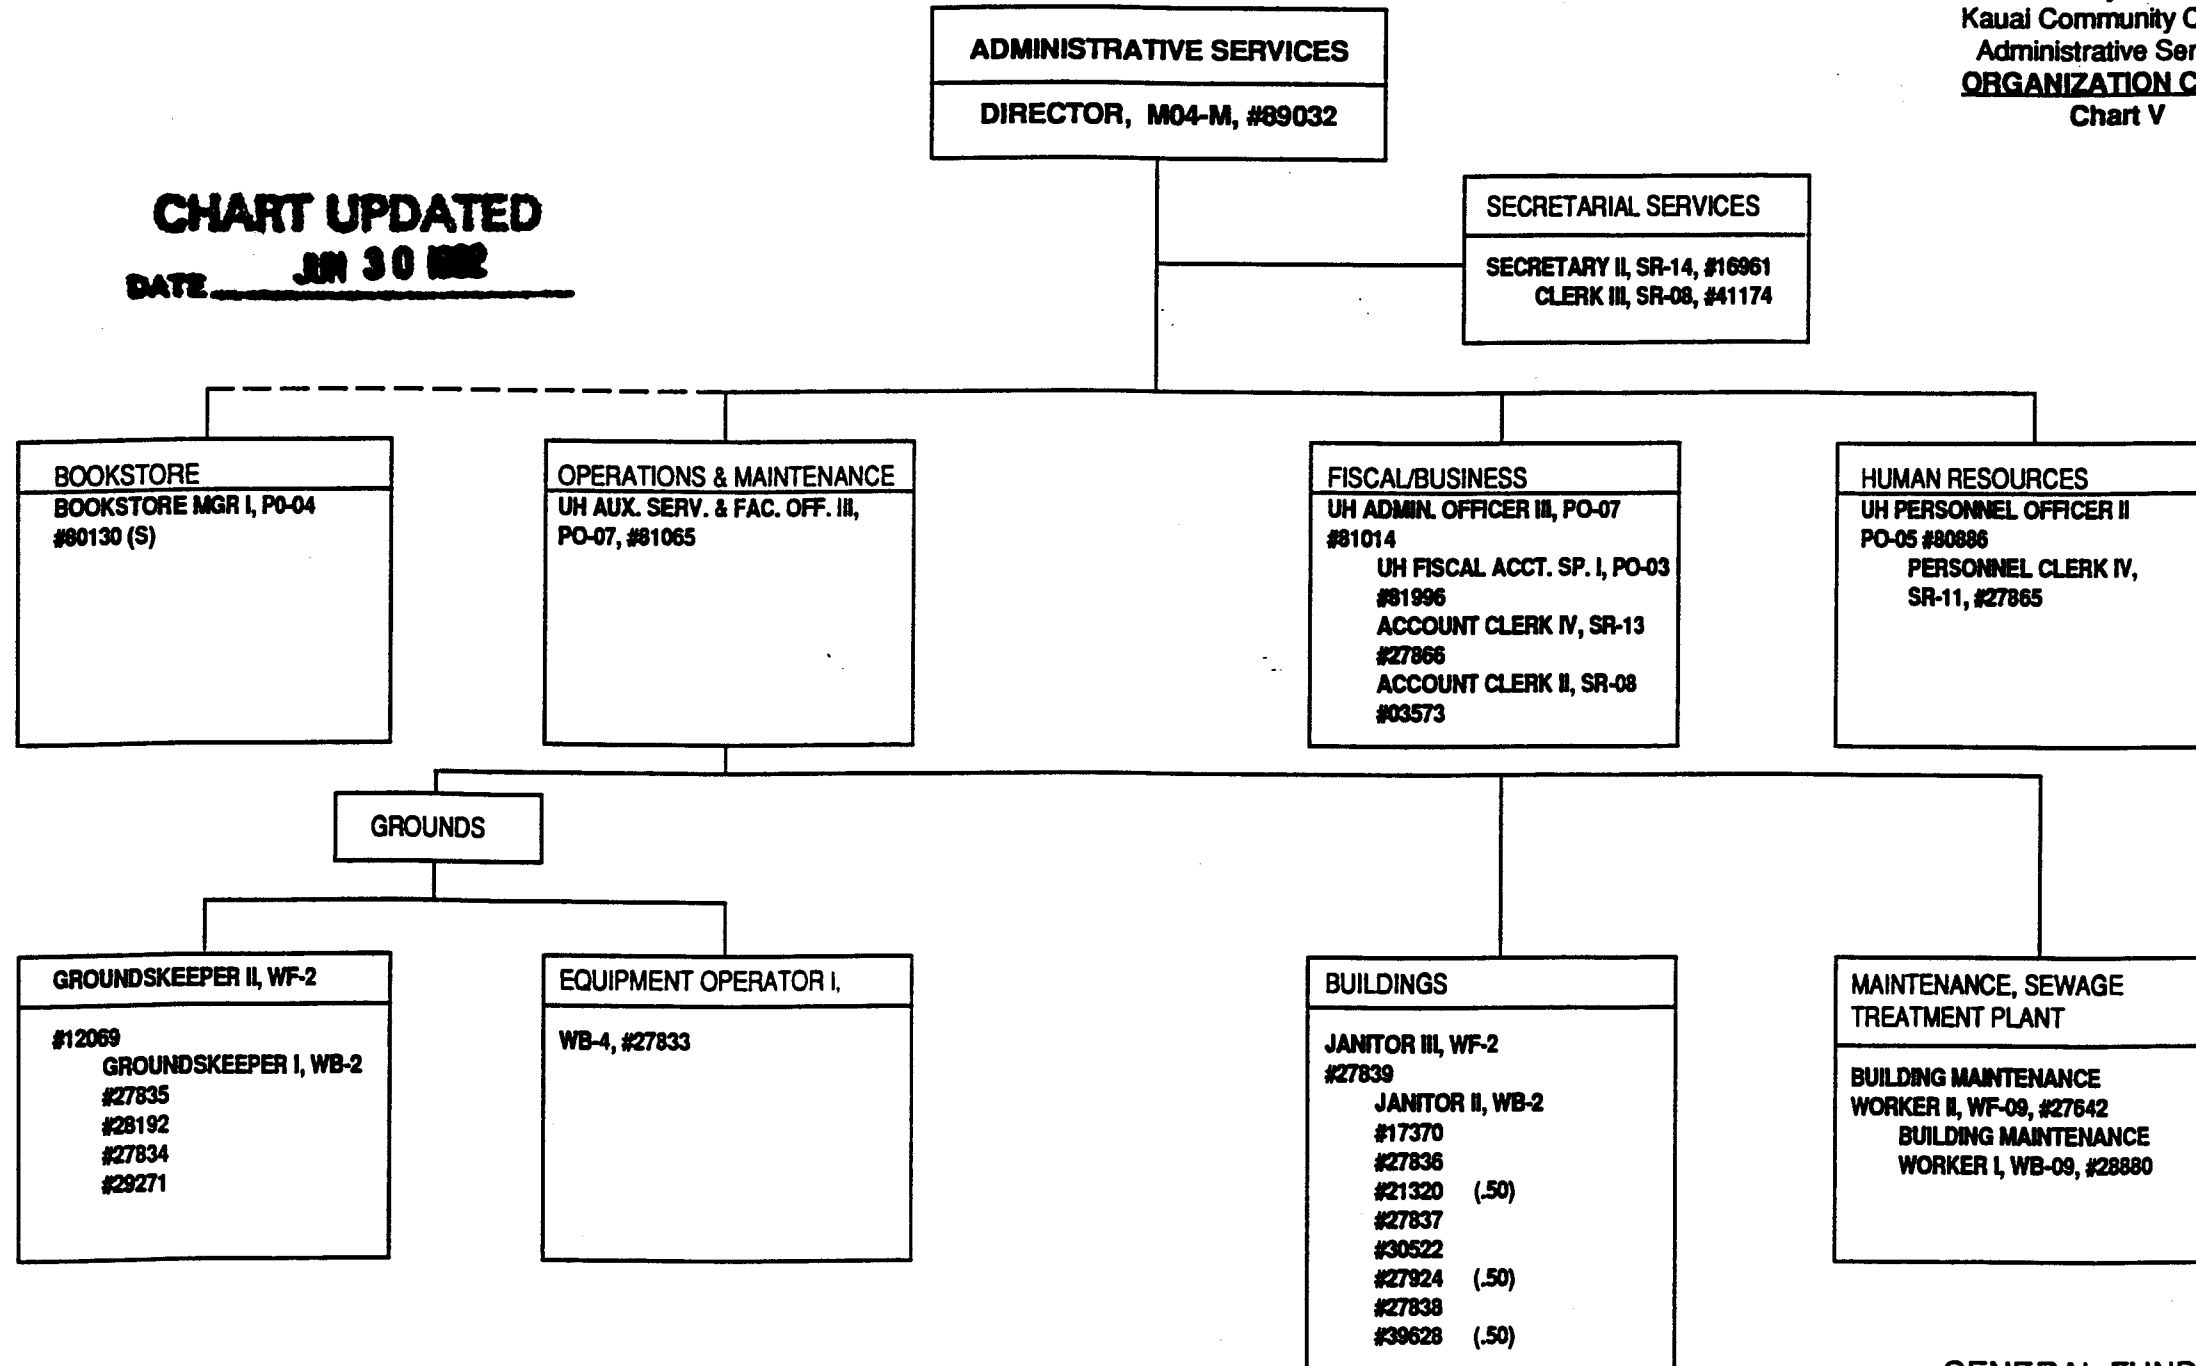 Kauai Community C
Administrative Ser
ORGANIZATION C
Chart V
ADMINISTRATIVE SERVICES
DIRECTOR, M04-M, #89032
CHART UPDATED
DATE JUN 30 1992
SECRETARIAL SERVICES
SECRETARY II, SR-14, #16961
CLERK III, SR-08, #41174
BOOKSTORE
BOOKSTORE MGR I, P0-04
#80130 (S)
OPERATIONS & MAINTENANCE
UH AUX. SERV. & FAC. OFF. III,
PO-07, #81065
FISCAL/BUSINESS
UH ADMIN. OFFICER III, PO-07
#81014
UH FISCAL ACCT. SP. I, PO-03
#81996
ACCOUNT CLERK IV, SR-13
#27866
ACCOUNT CLERK II, SR-08
#03573
HUMAN RESOURCES
UH PERSONNEL OFFICER II
PO-05 #80886
PERSONNEL CLERK IV,
SR-11, #27865
GROUNDS
GROUNDSKEEPER II, WF-2
#12069
GROUNDSKEEPER I, WB-2
#27835
#28192
#27834
#29271
EQUIPMENT OPERATOR I,
WB-4, #27833
BUILDINGS
JANITOR III, WF-2
#27839
JANITOR II, WB-2
#17370
#27836
#21320 (.50)
#27837
#30522
#27924 (.50)
#27838
#39628 (.50)
MAINTENANCE, SEWAGE
TREATMENT PLANT
BUILDING MAINTENANCE
WORKER II, WF-09, #27642
BUILDING MAINTENANCE
WORKER I, WB-09, #28880